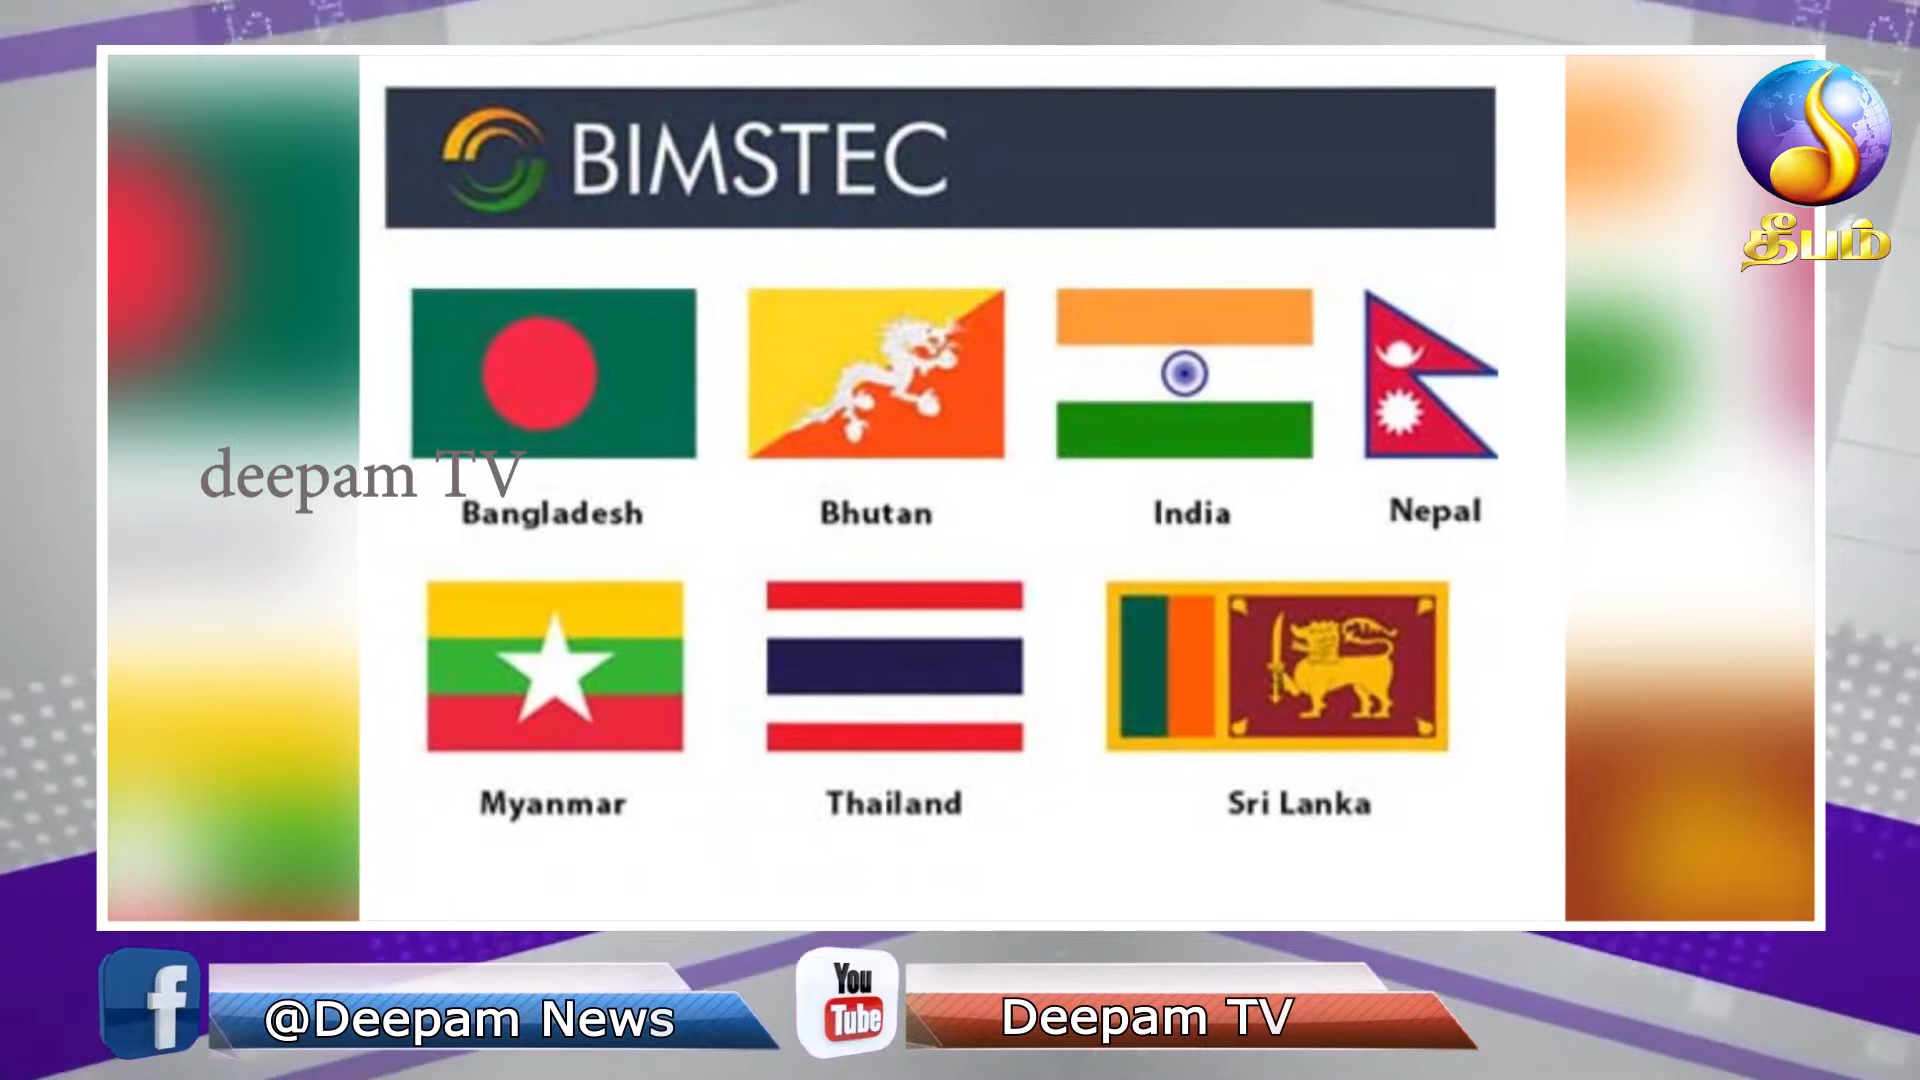 BIMSTEC
தீபம்
deepam TV
Bangladesh
Bhutan
India
Nepal
Myanmar
Thailand
Sri Lanka
f
@Deepam News
You
Tube
Deepam TV